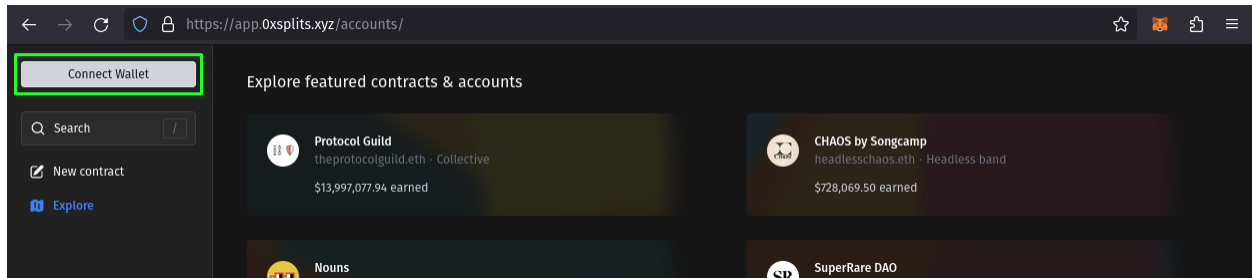 https://app.0xsplits.xyz/accounts/
Connect Wallet
Search /
New contract
Explore
Explore featured contracts & accounts
Protocol Guild
theprotocolguild.eth · Collective
$13,997,077.94 earned
CHAOS by Songcamp
headlesschaos.eth · Headless band
$728,069.50 earned
Nouns
SR
SuperRare DAO